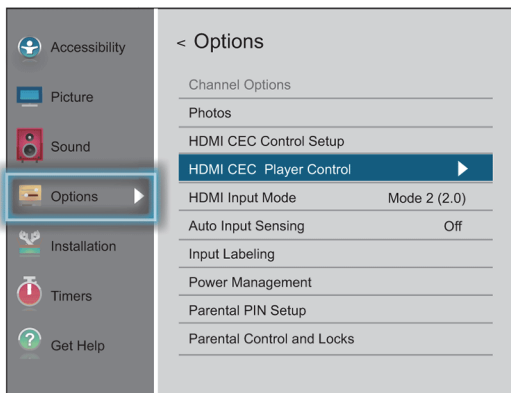 Accessibility
Picture
Sound
Options
Installation
Timers
Get Help
< Options
Channel Options
Photos
HDMI CEC Control Setup
HDMI CEC  Player Control
HDMI Input Mode Mode 2 (2.0)
Auto Input Sensing Off
Input Labeling
Power Management
Parental PIN Setup
Parental Control and Locks